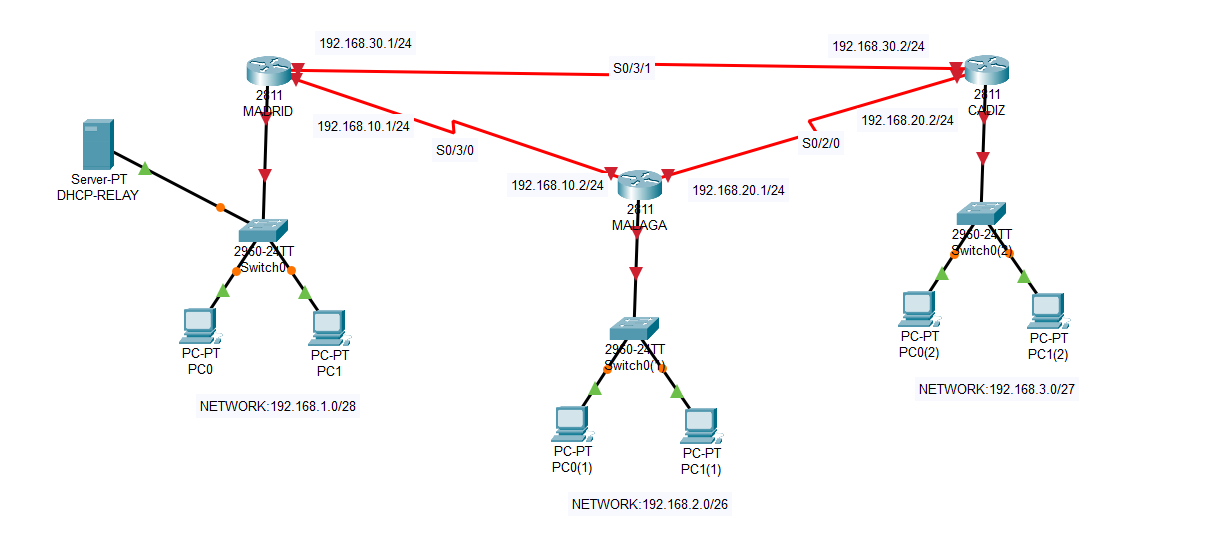 192.168.30.1/24
192.168.30.2/24
S0/3/1
2811
MADRID
2811
CADIZ
192.168.10.1/24
192.168.20.2/24
S0/3/0
S0/2/0
Server-PT
DHCP-RELAY
192.168.10.2/24
192.168.20.1/24
2811
MALAGA
2960-24TT
Switch0
2960-24TT
Switch0(2)
PC-PT
PC0
PC-PT
PC1
2960-24TT
Switch0(1)
PC-PT
PC0(2)
PC-PT
PC1(2)
NETWORK:192.168.1.0/28
NETWORK:192.168.3.0/27
PC-PT
PC0(1)
PC-PT
PC1(1)
NETWORK:192.168.2.0/26